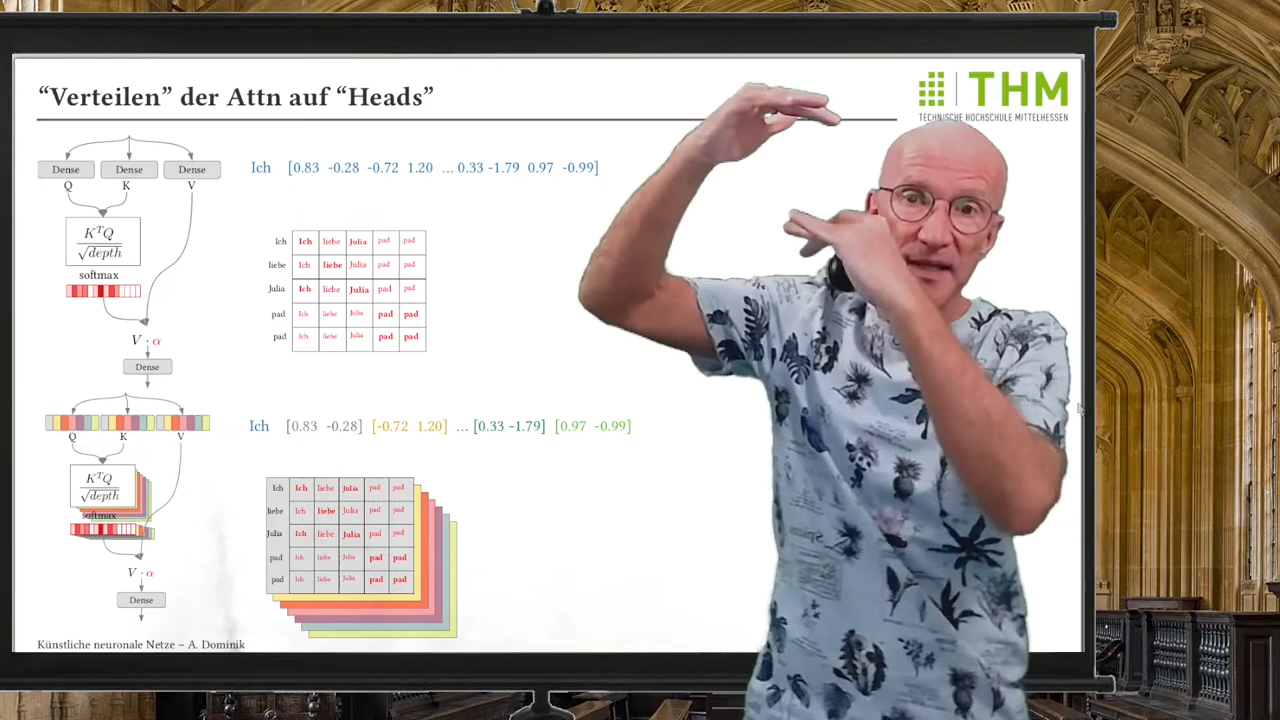 “Verteilen” der Attn auf “Heads”
THM
TECHNISCHE HOCHSCHULE MITTELHESSEN
Dense Dense Dense
Q K V
K^T Q
√depth
softmax
V · α
Dense
Ich [0.83 -0.28 -0.72 1.20 ... 0.33 -1.79 0.97 -0.99]
Ich Ich liebe Julia pad pad
liebe Ich liebe Julia pad pad
Julia Ich liebe Julia pad pad
pad Ich liebe Julia pad pad
pad Ich liebe Julia pad pad
Q K V
K^T Q
√depth
softmax
V · α
Dense
Ich [0.83 -0.28] [-0.72 1.20] ... [0.33 -1.79] [0.97 -0.99]
Ich Ich liebe Julia pad pad
liebe Ich liebe Julia pad pad
Julia Ich liebe Julia pad pad
pad Ich liebe Julia pad pad
pad Ich liebe Julia pad pad
Künstliche neuronale Netze – A. Dominik